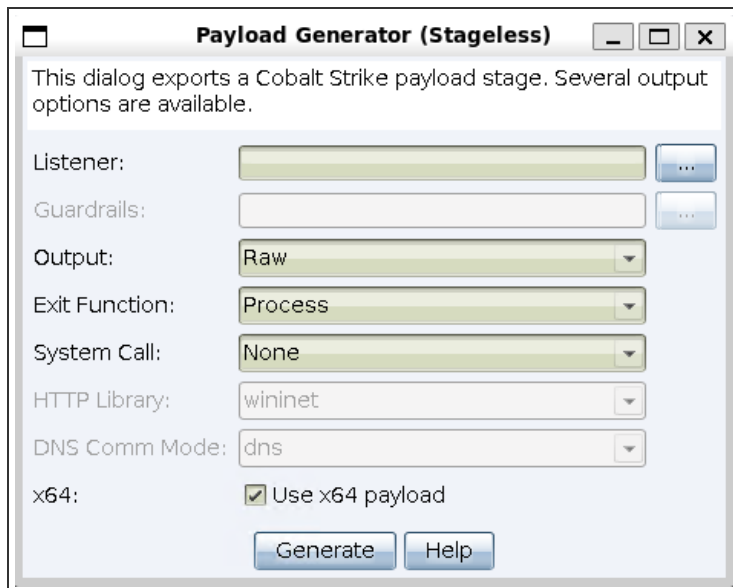 Payload Generator (Stageless)
This dialog exports a Cobalt Strike payload stage. Several output
options are available.
Listener: ...
Guardrails: ...
Output: Raw
Exit Function: Process
System Call: None
HTTP Library: wininet
DNS Comm Mode: dns
x64: Use x64 payload
Generate Help